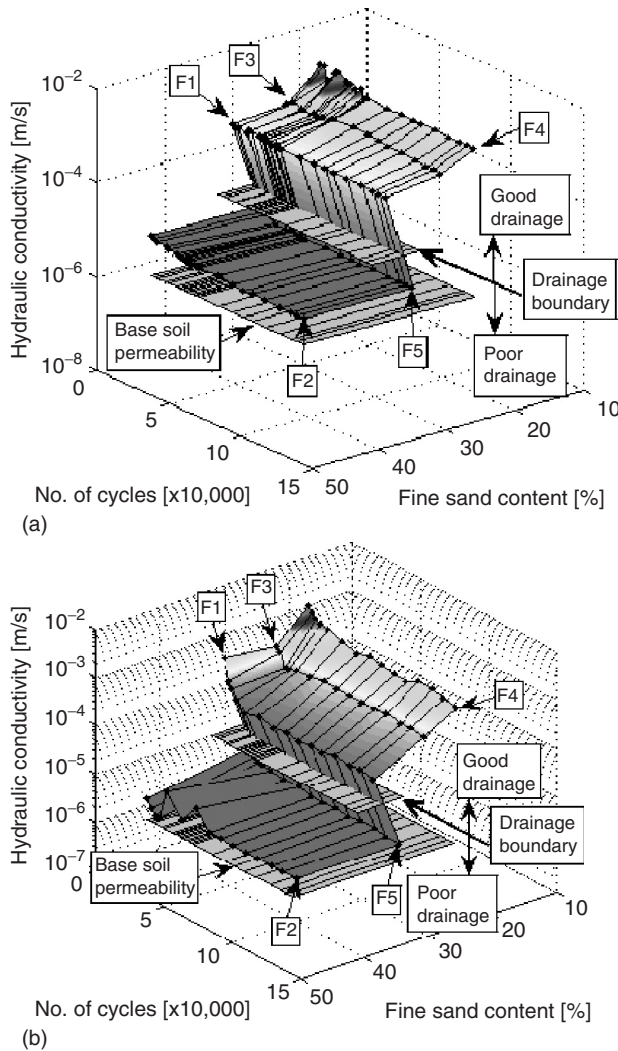 F3
F1
10⁻²
10⁻⁴
10⁻⁶
10⁻⁸
Hydraulic conductivity [m/s]
F4
Good
drainage
Drainage
boundary
Poor
drainage
Base soil
permeability
F2
F5
0
5
10
15
50
40
30
20
10
No. of cycles [x10,000]
Fine sand content [%]
(a)
F3
F1
10⁻²
10⁻³
10⁻⁴
10⁻⁵
10⁻⁶
10⁻⁷
Hydraulic conductivity [m/s]
F4
Good
drainage
Drainage
boundary
Poor
drainage
Base soil
permeability
F2
F5
0
5
10
15
50
40
30
20
10
No. of cycles [x10,000]
Fine sand content [%]
(b)